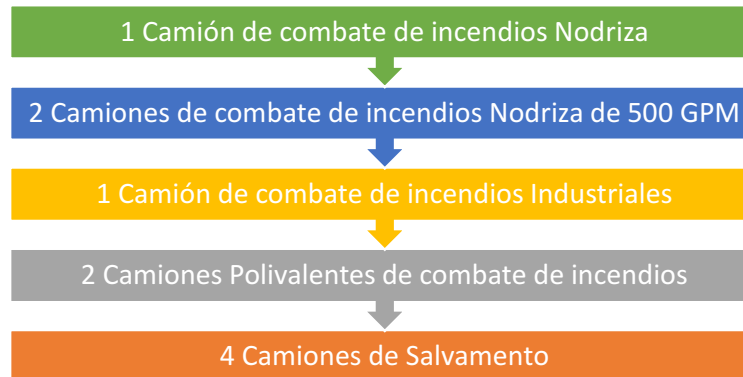 1 Camión de combate de incendios Nodriza
2 Camiones de combate de incendios Nodriza de 500 GPM
1 Camión de combate de incendios Industriales
2 Camiones Polivalentes de combate de incendios
4 Camiones de Salvamento